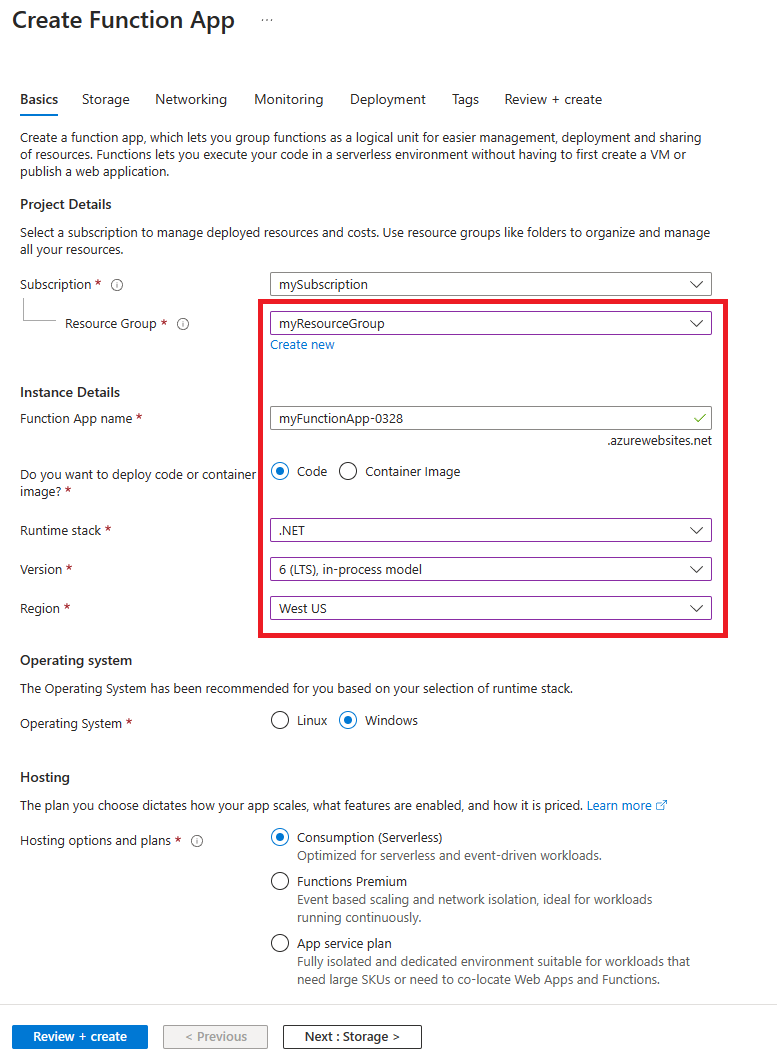 Create Function App ...
Basics Storage Networking Monitoring Deployment Tags Review + create
Create a function app, which lets you group functions as a logical unit for easier management, deployment and sharing
of resources. Functions lets you execute your code in a serverless environment without having to first create a VM or
publish a web application.
Project Details
Select a subscription to manage deployed resources and costs. Use resource groups like folders to organize and manage
all your resources.
Subscription * mySubscription
Resource Group * myResourceGroup
Create new
Instance Details
Function App name * myFunctionApp-0328
.azurewebsites.net
Do you want to deploy code or container Code Container Image
image? *
Runtime stack * .NET
Version * 6 (LTS), in-process model
Region * West US
Operating system
The Operating System has been recommended for you based on your selection of runtime stack.
Operating System * Linux Windows
Hosting
The plan you choose dictates how your app scales, what features are enabled, and how it is priced. Learn more
Hosting options and plans * Consumption (Serverless)
Optimized for serverless and event-driven workloads.
Functions Premium
Event based scaling and network isolation, ideal for workloads
running continuously.
App service plan
Fully isolated and dedicated environment suitable for workloads that
need large SKUs or need to co-locate Web Apps and Functions.
Review + create < Previous Next : Storage >